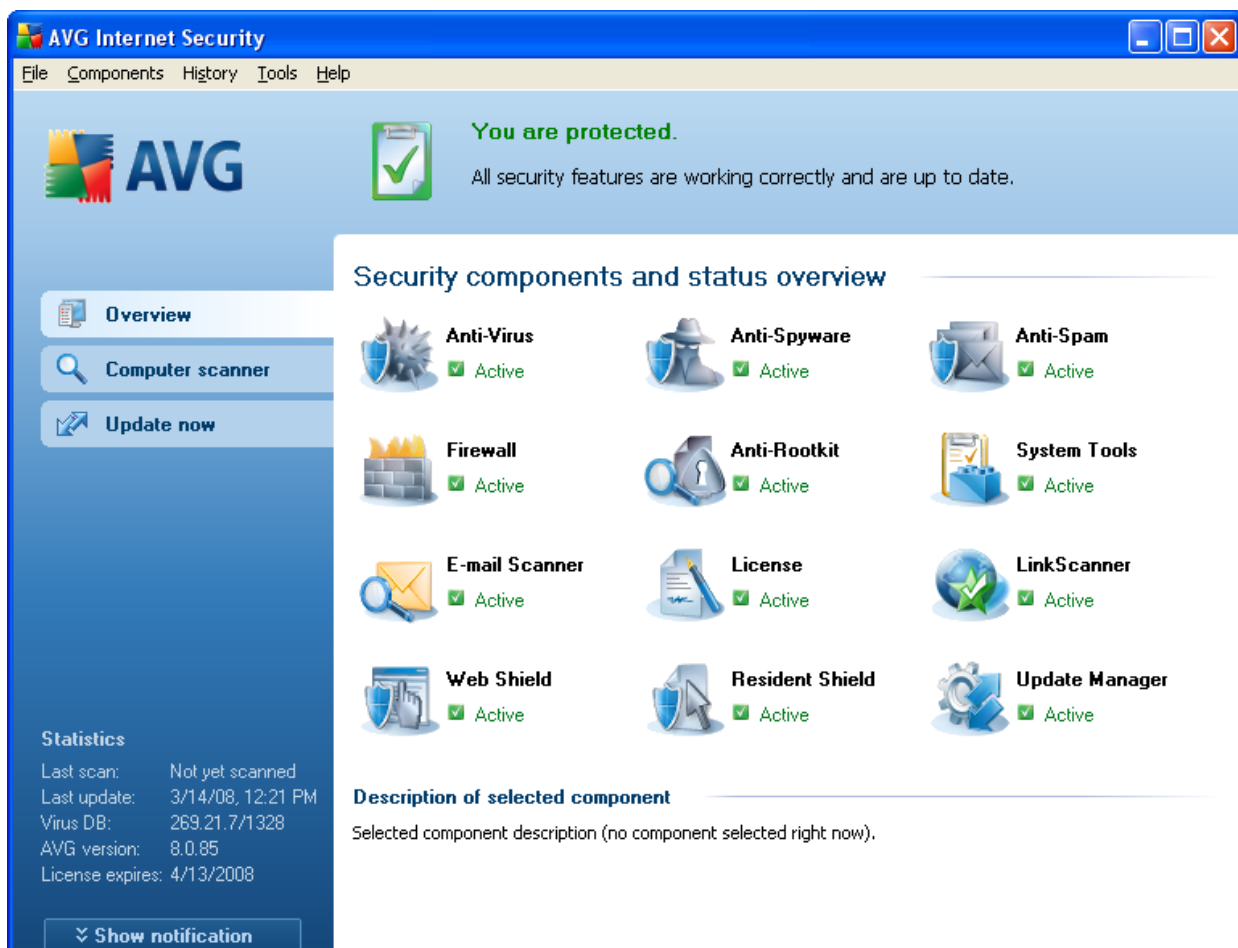 AVG Internet Security
File Components History Tools Help
AVG
You are protected.
All security features are working correctly and are up to date.
Overview
Computer scanner
Update now
Security components and status overview
Anti-Virus
Active
Anti-Spyware
Active
Anti-Spam
Active
Firewall
Active
Anti-Rootkit
Active
System Tools
Active
E-mail Scanner
Active
License
Active
LinkScanner
Active
Web Shield
Active
Resident Shield
Active
Update Manager
Active
Statistics
Last scan: Not yet scanned
Last update: 3/14/08, 12:21 PM
Virus DB: 269.21.7/1328
AVG version: 8.0.85
License expires: 4/13/2008
Show notification
Description of selected component
Selected component description (no component selected right now).